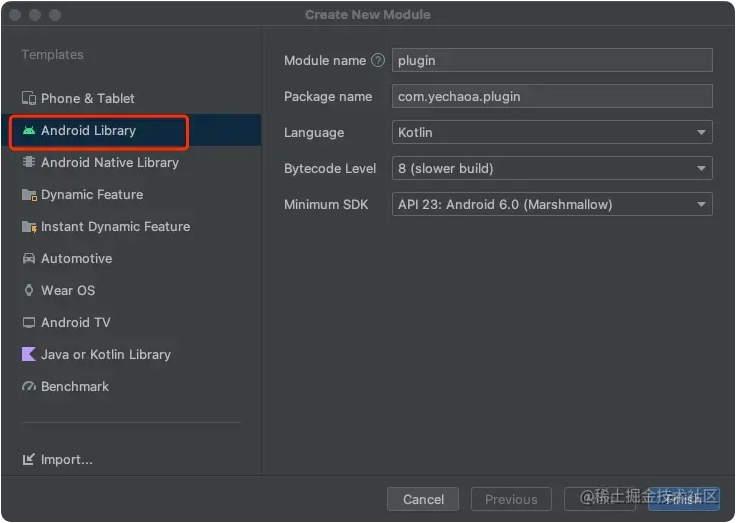 Create New Module
Templates
Phone & Tablet
Android Library
Android Native Library
Dynamic Feature
Instant Dynamic Feature
Automotive
Wear OS
Android TV
Java or Kotlin Library
Benchmark
Import...
Module name ? plugin
Package name com.yechaoa.plugin
Language Kotlin
Bytecode Level 8 (slower build)
Minimum SDK API 23: Android 6.0 (Marshmallow)
Cancel Previous Finish
@稀土掘金技术社区